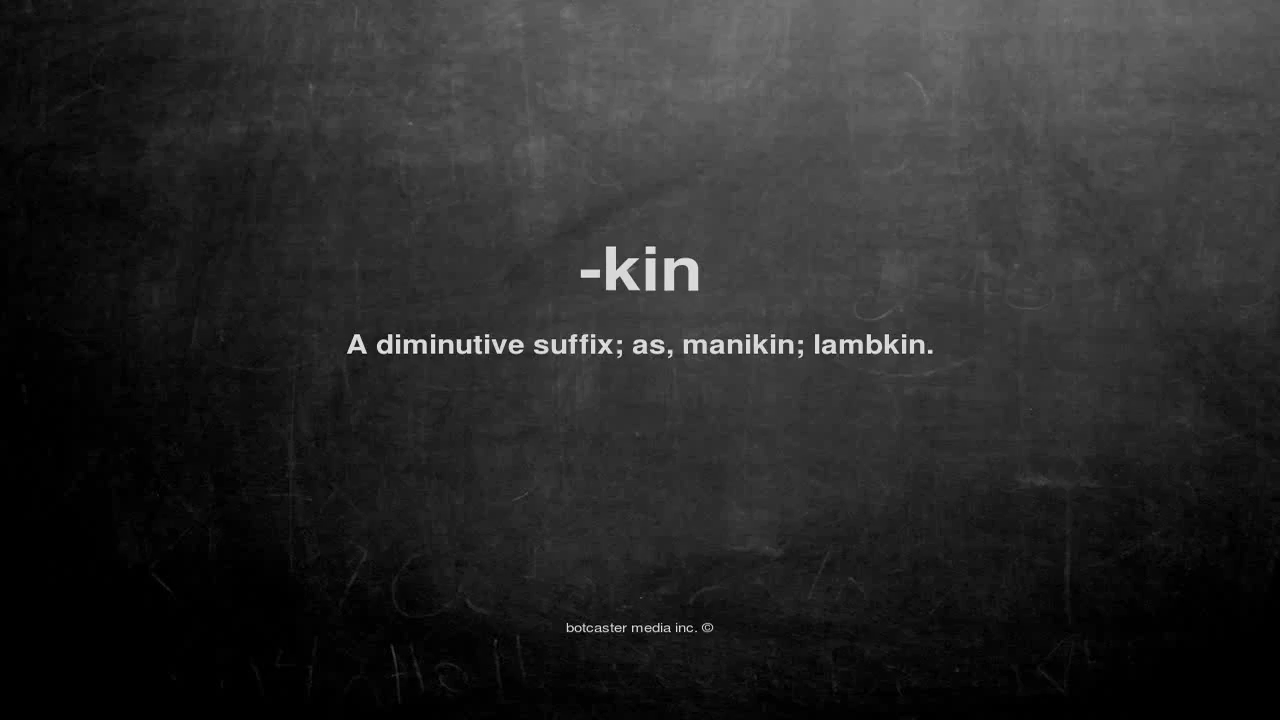 -kin
A diminutive suffix; as, manikin; lambkin.
botcaster media inc. ©